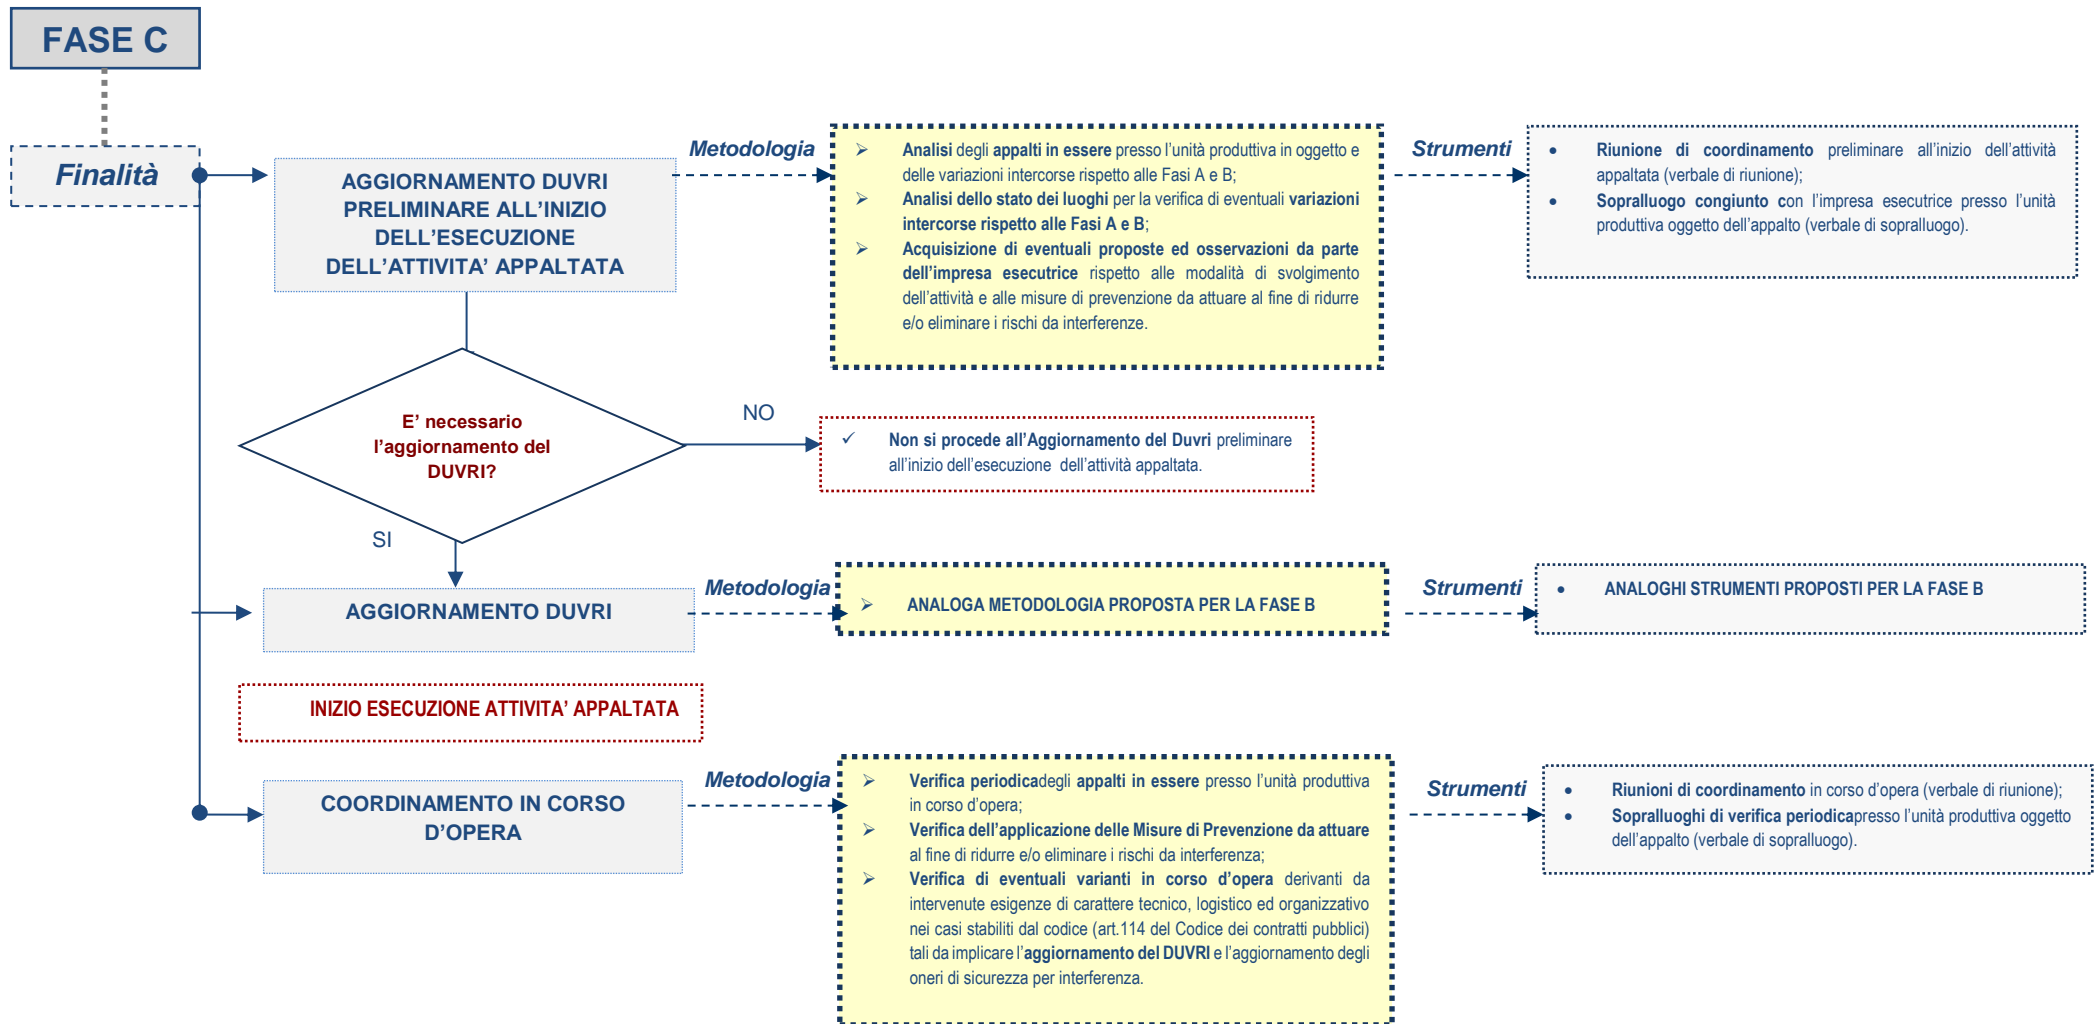 FASE C
Finalità
AGGIORNAMENTO DUVRI
PRELIMINARE ALL’INIZIO
DELL’ESECUZIONE
DELL’ATTIVITA’ APPALTATA
Metodologia
➢ Analisi degli appalti in essere presso l’unità produttiva in oggetto e
delle variazioni intercorse rispetto alle Fasi A e B;
➢ Analisi dello stato dei luoghi per la verifica di eventuali variazioni
intercorse rispetto alle Fasi A e B;
➢ Acquisizione di eventuali proposte ed osservazioni da parte
dell’impresa esecutrice rispetto alle modalità di svolgimento
dell’attività e alle misure di prevenzione da attuare al fine di ridurre
e/o eliminare i rischi da interferenze.
Strumenti
• Riunione di coordinamento preliminare all’inizio dell’attività
appaltata (verbale di riunione);
• Sopralluogo congiunto con l’impresa esecutrice presso l’unità
produttiva oggetto dell’appalto (verbale di sopralluogo).
E’ necessario
l’aggiornamento del
DUVRI?
NO
✓ Non si procede all’Aggiornamento del Duvri preliminare
all’inizio dell’esecuzione dell’attività appaltata.
SI
AGGIORNAMENTO DUVRI
Metodologia
➢ ANALOGA METODOLOGIA PROPOSTA PER LA FASE B
Strumenti
• ANALOGHI STRUMENTI PROPOSTI PER LA FASE B
INIZIO ESECUZIONE ATTIVITA’ APPALTATA
COORDINAMENTO IN CORSO
D’OPERA
Metodologia
➢ Verifica periodicadegli appalti in essere presso l’unità produttiva
in corso d’opera;
➢ Verifica dell’applicazione delle Misure di Prevenzione da attuare
al fine di ridurre e/o eliminare i rischi da interferenza;
➢ Verifica di eventuali varianti in corso d’opera derivanti da
intervenute esigenze di carattere tecnico, logistico ed organizzativo
nei casi stabiliti dal codice (art.114 del Codice dei contratti pubblici)
tali da implicare l’aggiornamento del DUVRI e l’aggiornamento degli
oneri di sicurezza per interferenza.
Strumenti
• Riunioni di coordinamento in corso d’opera (verbale di riunione);
• Sopralluoghi di verifica periodicapresso l’unità produttiva oggetto
dell’appalto (verbale di sopralluogo).